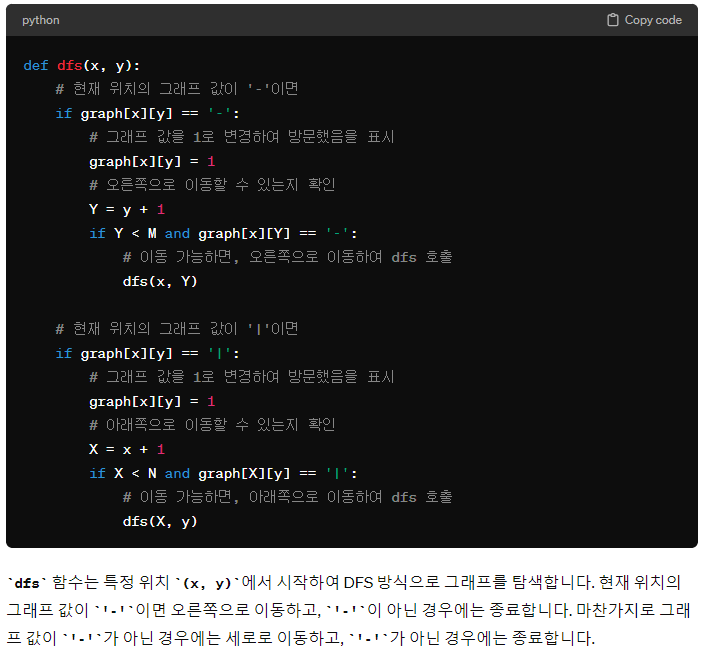 python Copy code
def dfs(x, y):
# 현재 위치의 그래프 값이 '-'이면
if graph[x][y] == '-':
# 그래프 값을 1로 변경하여 방문했음을 표시
graph[x][y] = 1
# 오른쪽으로 이동할 수 있는지 확인
Y = y + 1
if Y < M and graph[x][Y] == '-':
# 이동 가능하면, 오른쪽으로 이동하여 dfs 호출
dfs(x, Y)
# 현재 위치의 그래프 값이 '|'이면
if graph[x][y] == '|':
# 그래프 값을 1로 변경하여 방문했음을 표시
graph[x][y] = 1
# 아래쪽으로 이동할 수 있는지 확인
X = x + 1
if X < N and graph[X][y] == '|':
# 이동 가능하면, 아래쪽으로 이동하여 dfs 호출
dfs(X, y)
`dfs` 함수는 특정 위치 `(x, y)`에서 시작하여 DFS 방식으로 그래프를 탐색합니다. 현재 위치의
그래프 값이 `'-'`이면 오른쪽으로 이동하고, `'-'`이 아닌 경우에는 종료합니다. 마찬가지로 그래
프 값이 `'-'`가 아닌 경우에는 세로로 이동하고, `'-'`가 아닌 경우에는 종료합니다.